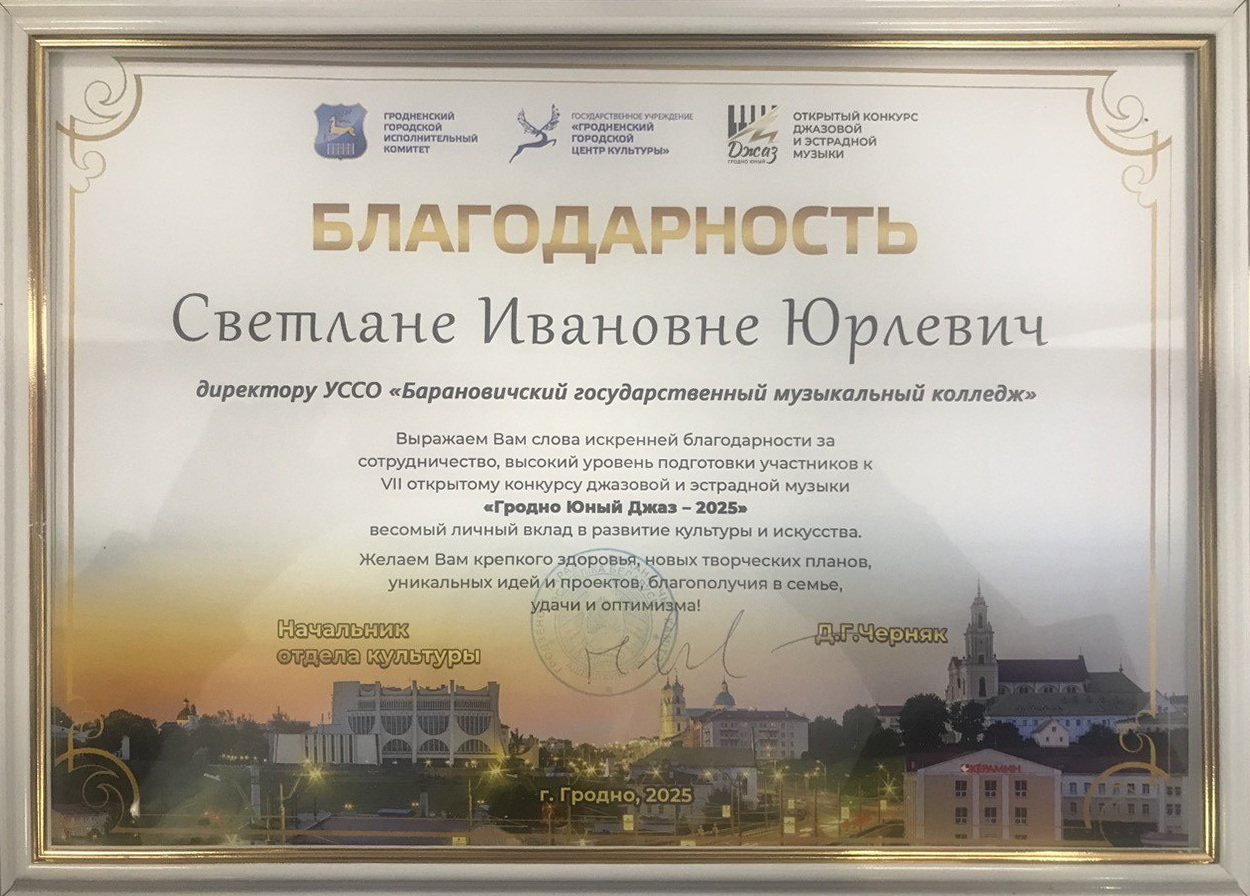 ГРОДНЕНСКИЙ
ГОРОДСКОЙ
ИСПОЛНИТЕЛЬНЫЙ
КОМИТЕТ
ГОСУДАРСТВЕННОЕ УЧРЕЖДЕНИЕ
«ГРОДНЕНСКИЙ
ГОРОДСКОЙ
ЦЕНТР КУЛЬТУРЫ»
Джаз
ГРОДНО ЮНЫЙ
ОТКРЫТЫЙ КОНКУРС
ДЖАЗОВОЙ
И ЭСТРАДНОЙ
МУЗЫКИ
БЛАГОДАРНОСТЬ
Светлане Ивановне Юрлевич
директору УССО «Барановичский государственный музыкальный колледж»
Выражаем Вам слова искренней благодарности за
сотрудничество, высокий уровень подготовки участников к
VII открытому конкурсу джазовой и эстрадной музыки
«Гродно Юный Джаз – 2025»
весомый личный вклад в развитие культуры и искусства.
Желаем Вам крепкого здоровья, новых творческих планов,
уникальных идей и проектов, благополучия в семье,
удачи и оптимизма!
Начальник
отдела культуры
Д.Г.Черняк
КЕРАМИН
г. Гродно, 2025